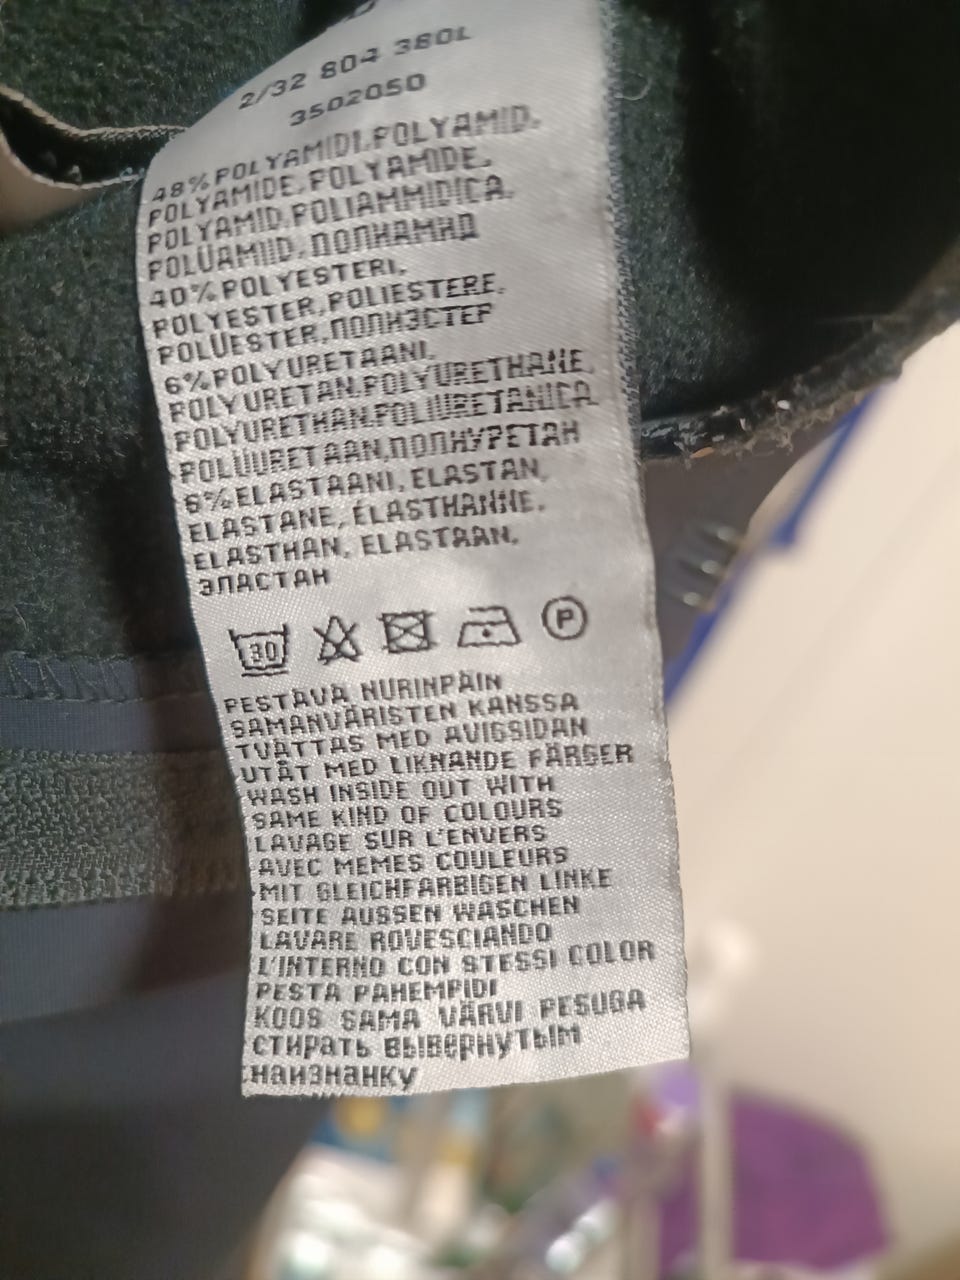 2/32 804 380L
3502050
48% POLYAMIDI, POLYAMID,
POLYAMIDE, POLYAMIDE,
POLYAMID, POLIAMMIDICA,
POLÜAMIID, ПОЛИАМИД
40% POLYESTERI,
POLYESTER, POLIESTERE,
POLÜESTER, ПОЛИЭСТЕР
6% POLYURETAANI,
POLYURETAN, POLYURETHANE,
POLYURETHAN, POLIURETANICA,
POLÜURETAAN, ПОЛИУРЕТАН
6% ELASTAANI, ELASTAN,
ELASTANE, ÉLASTHANNE,
ELASTHAN, ELASTAAN,
ЭЛАСТАН
30 P
PESTÄVÄ NURINPÄIN
SAMANVÄRISTEN KANSSA
TVÄTTAS MED AVIGSIDAN
UTÅT MED LIKNANDE FÄRGER
WASH INSIDE OUT WITH
SAME KIND OF COLOURS
LAVAGE SUR L'ENVERS
AVEC MEMES COULEURS
MIT GLEICHFARBIGEN LINKE
SEITE AUSSEN WASCHEN
LAVARE ROVESCIANDO
L'INTERNO CON STESSI COLOR
PESTA PAHEMPIDI
KOOS SAMA VÄRVI PESUGA
стирать вывернутым
наизнанку